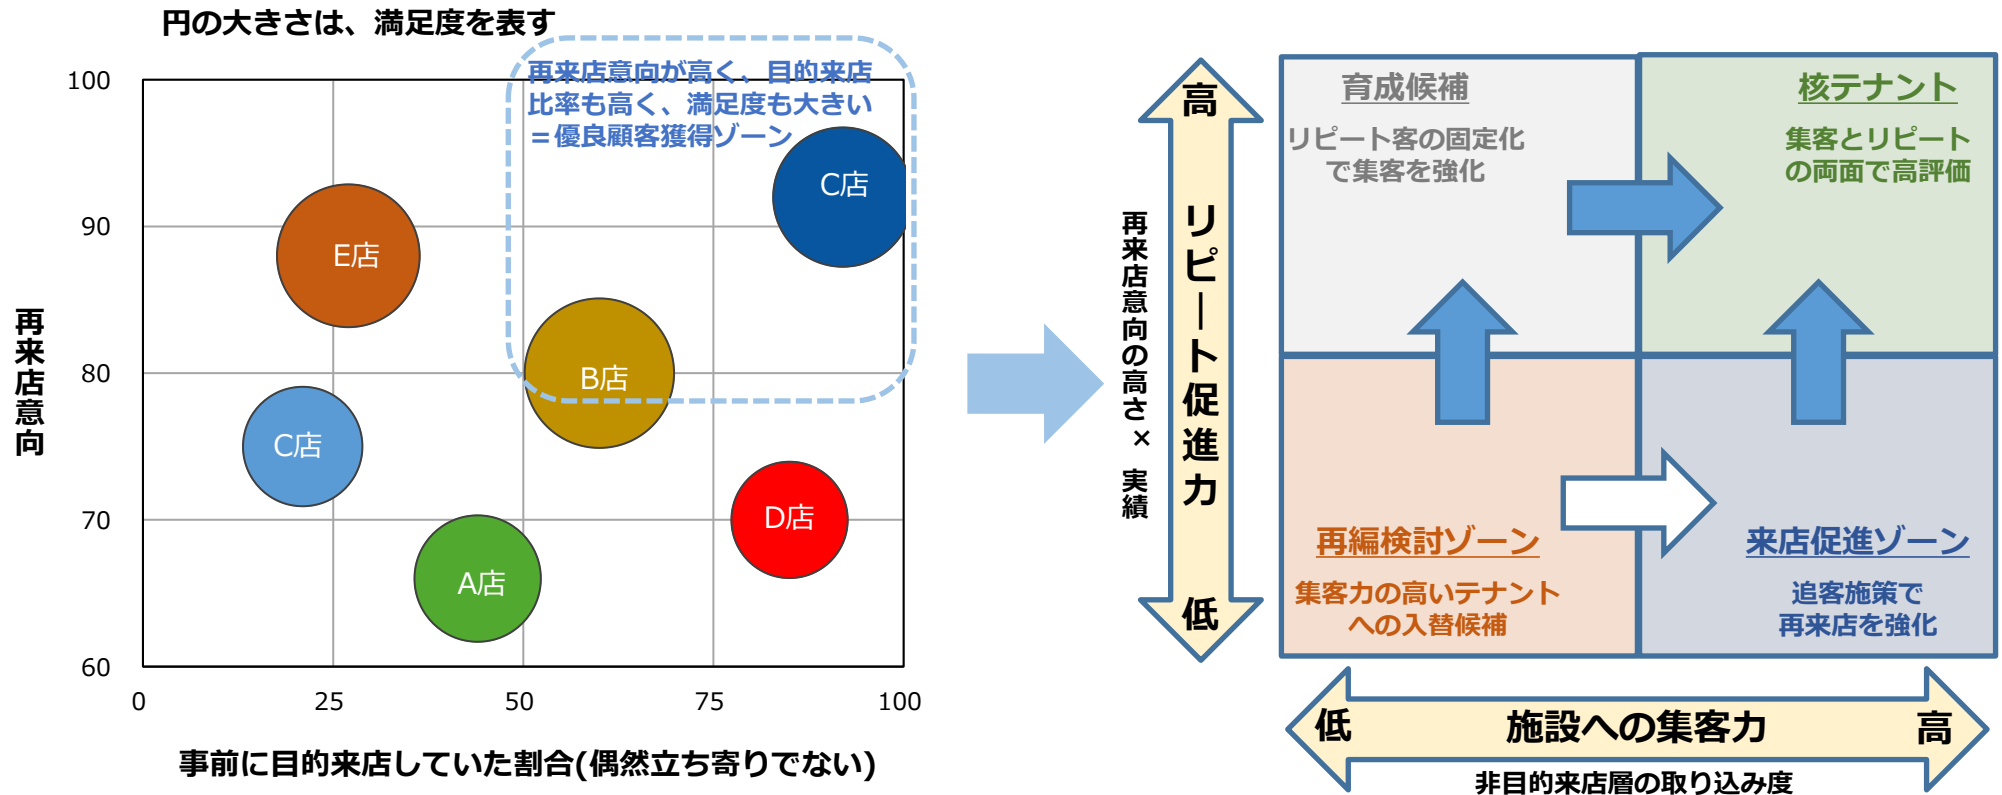 円の大きさは、満足度を表す
再来店意向が高く、目的来店
比率も高く、満足度も大きい
＝優良顧客獲得ゾーン
100
90
80
70
60
0
25
50
75
100
再来店意向
事前に目的来店していた割合(偶然立ち寄りでない)
C店
E店
B店
C店
D店
A店
育成候補
リピート客の固定化
で集客を強化
核テナント
集客とリピート
の両面で高評価
再編検討ゾーン
集客力の高いテナント
への入替候補
来店促進ゾーン
追客施策で
再来店を強化
高
リピート促進力
低
再来店意向の高さ× 実績
低
施設への集客力
高
非目的来店層の取り込み度